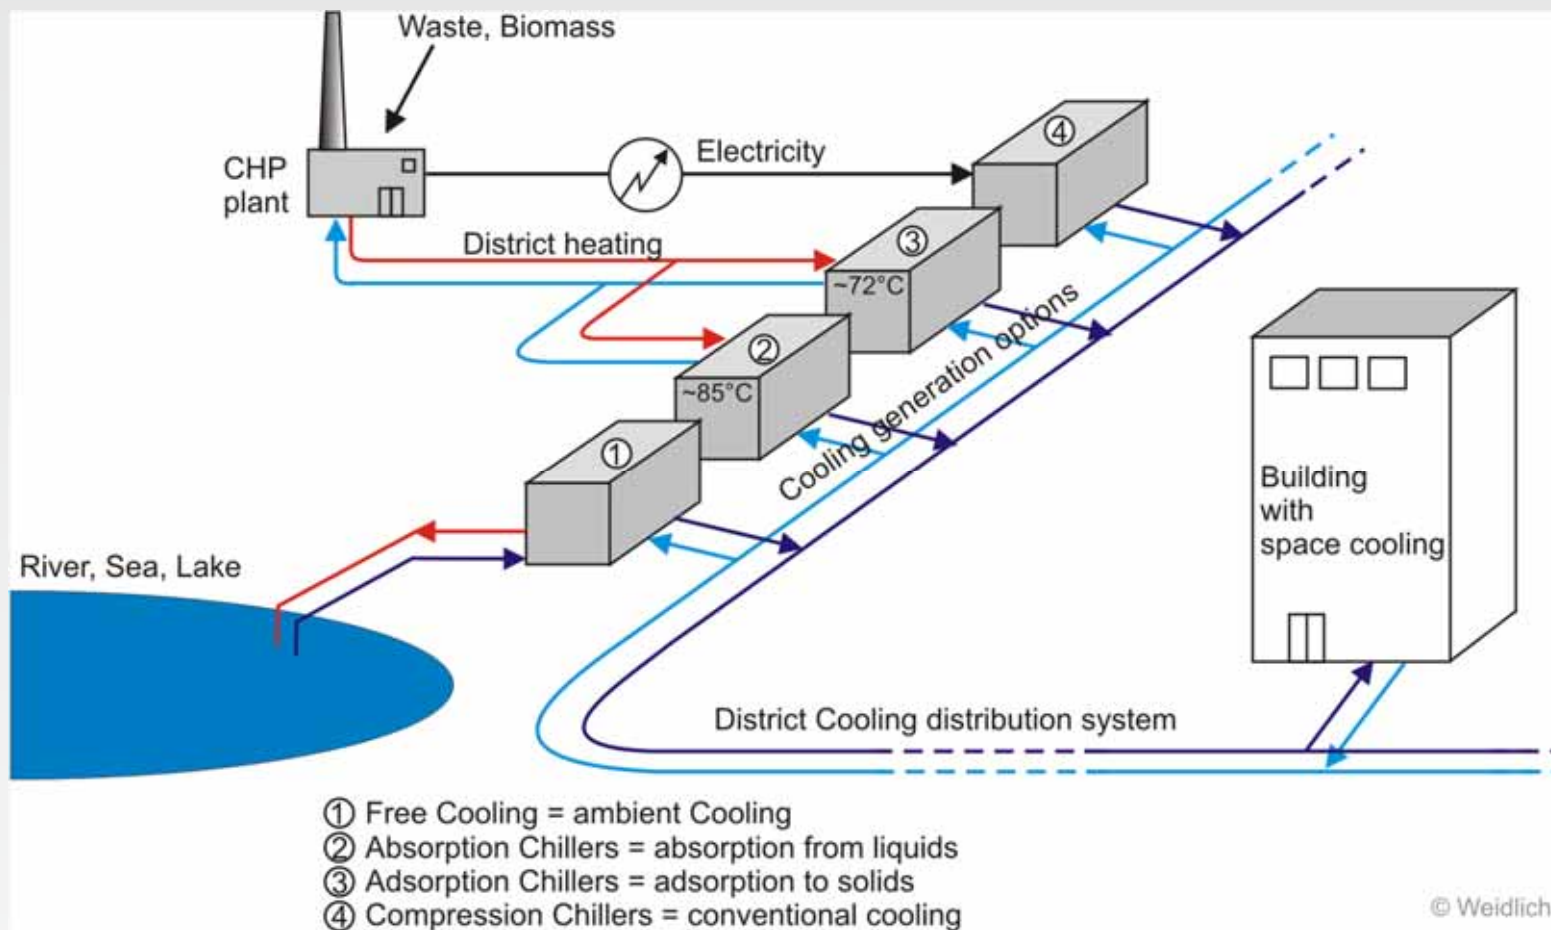 Waste, Biomass
CHP
plant
Electricity
④
District heating
③
~72°C
②
~85°C
①
Cooling generation options
River, Sea, Lake
Building
with
space cooling
District Cooling distribution system
① Free Cooling = ambient Cooling
② Absorption Chillers = absorption from liquids
③ Adsorption Chillers = adsorption to solids
④ Compression Chillers = conventional cooling
© Weidlich